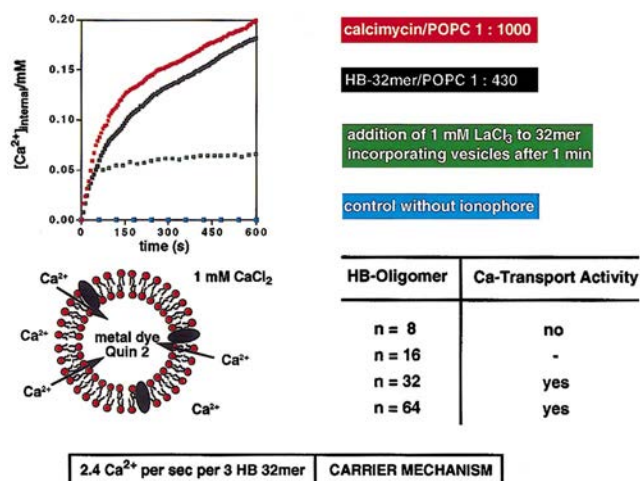 0.20
0.15
0.10
0.05
0.00
[Ca²⁺]Internal/mM
0 150 300 450 600
time (s)
calcimycin/POPC 1 : 1000
HB-32mer/POPC 1 : 430
addition of 1 mM LaCl₃ to 32mer
incorporating vesicles after 1 min
control without ionophore
1 mM CaCl₂
Ca²⁺
Ca²⁺
Ca²⁺
Ca²⁺
Ca²⁺
Ca²⁺
metal dye
Quin 2
HB-Oligomer Ca-Transport Activity
n = 8 no
n = 16 -
n = 32 yes
n = 64 yes
2.4 Ca²⁺ per sec per 3 HB 32mer CARRIER MECHANISM